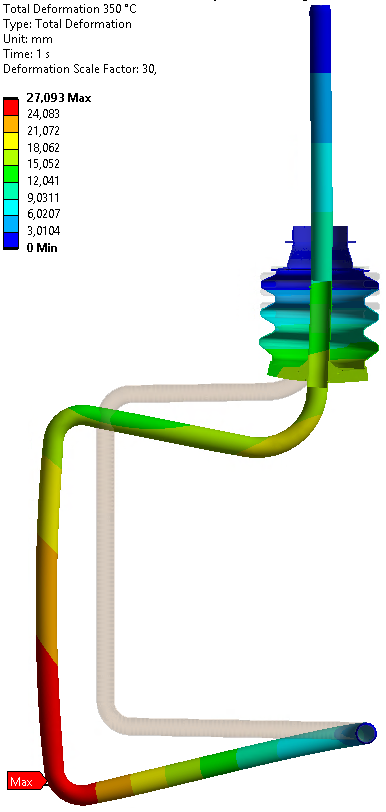 Total Deformation 350 °C
Type: Total Deformation
Unit: mm
Time: 1 s
Deformation Scale Factor: 30,
27,093 Max
24,083
21,072
18,062
15,052
12,041
9,0311
6,0207
3,0104
0 Min
Max